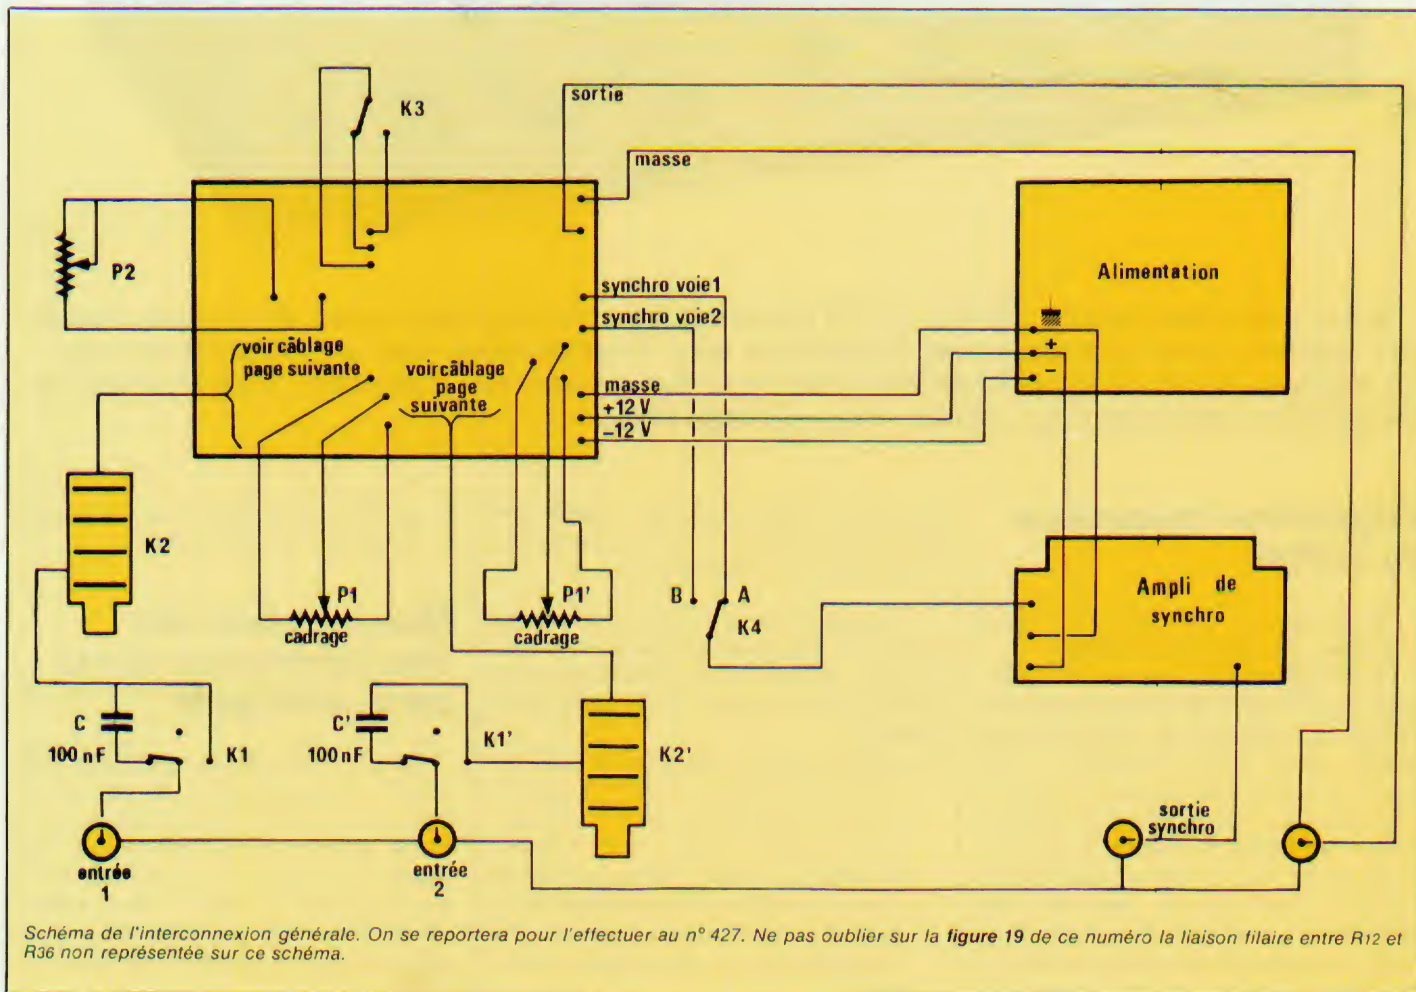 K3
sortie
masse
P2
Alimentation
synchro voie1
synchro voie2
+
−
voir câblage
page suivante
voir câblage
page
suivante
masse
+12 V
−12 V
K2
P1
cadrage
P1'
cadrage
B
A
K4
Ampli de
synchro
C
100 nF
K1
C'
100 nF
K1'
K2'
sortie
synchro
entrée
1
entrée
2
Schéma de l'interconnexion générale. On se reportera pour l'effectuer au n° 427. Ne pas oublier sur la figure 19 de ce numéro la liaison filaire entre R12 et
R36 non représentée sur ce schéma.